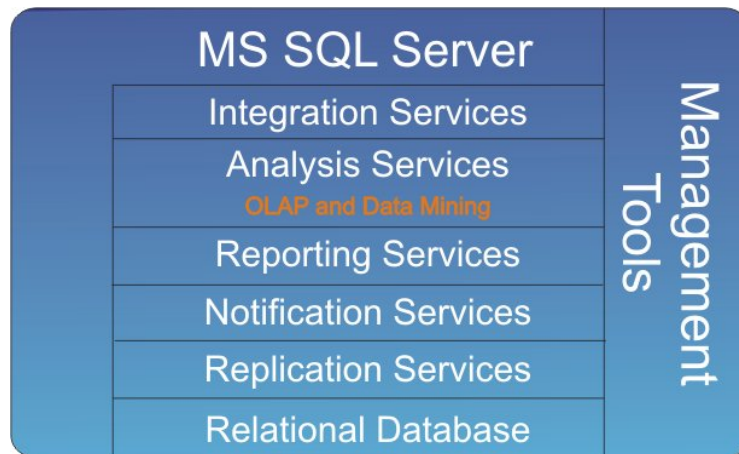 MS SQL Server
Integration Services
Analysis Services
OLAP and Data Mining
Reporting Services
Notification Services
Replication Services
Relational Database
Management
Tools